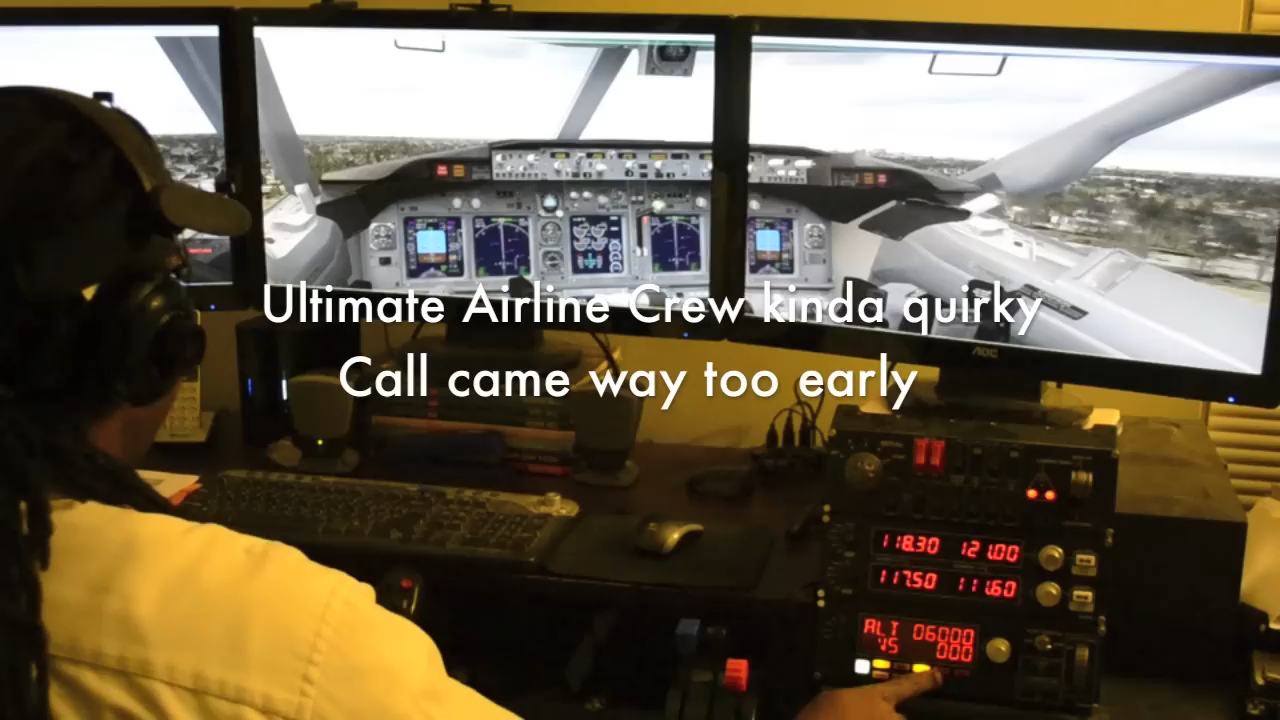 Ultimate Airline Crew kinda quirky
Call came way too early
AOC
118.30 121.00
117.50 111.60
ALT 06000
VS 000